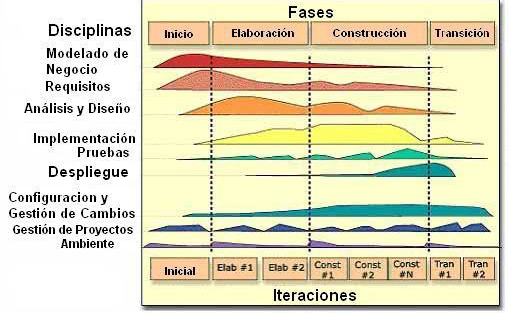 Fases
Disciplinas
Inicio
Elaboración
Construcción
Transición
Modelado de
Negocio
Requisitos
Análisis y Diseño
Implementación
Pruebas
Despliegue
Configuracion y
Gestión de Cambios
Gestión de Proyectos
Ambiente
Inicial
Elab #1
Elab #2
Const
#1
Const
#2
Const
#N
Tran
#1
Tran
#2
Iteraciones